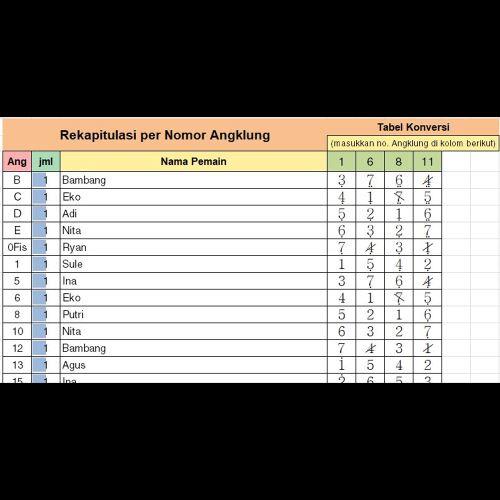 Rekapitulasi per Nomor Angklung
Tabel Konversi
(masukkan no. Angklung di kolom berikut)
Ang jml Nama Pemain 1 6 8 11
B 1 Bambang 3 7 6 4
C 1 Eko 4 1 7 5
D 1 Adi 5 2 1 6
E 1 Nita 6 3 2 7
0Fis 1 Ryan 7 4 3 1
1 1 Sule 1 5 4 2
5 1 Ina 3 7 6 4
6 1 Eko 4 1 7 5
8 1 Putri 5 2 1 6
10 1 Nita 6 3 2 7
12 1 Bambang 7 4 3 1
13 1 Agus 1 5 4 2
15 1 Ina 2 6 5 3